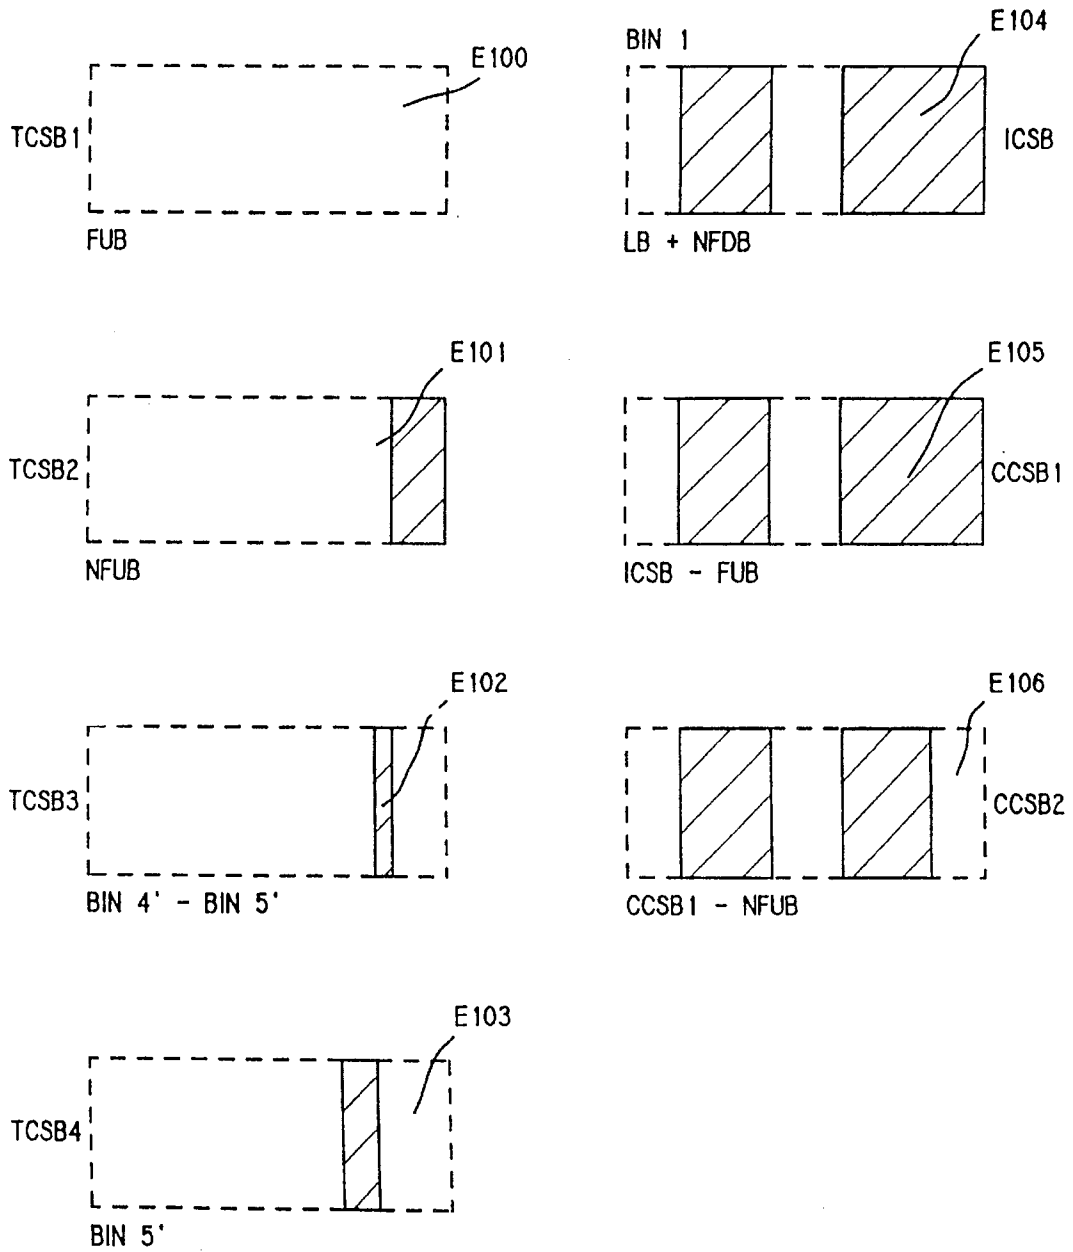 E100
TCSB1
FUB
BIN 1
E104
ICSB
LB + NFDB
E101
TCSB2
NFUB
E105
CCSB1
ICSB - FUB
E102
TCSB3
BIN 4' - BIN 5'
E106
CCSB2
CCSB1 - NFUB
E103
TCSB4
BIN 5'